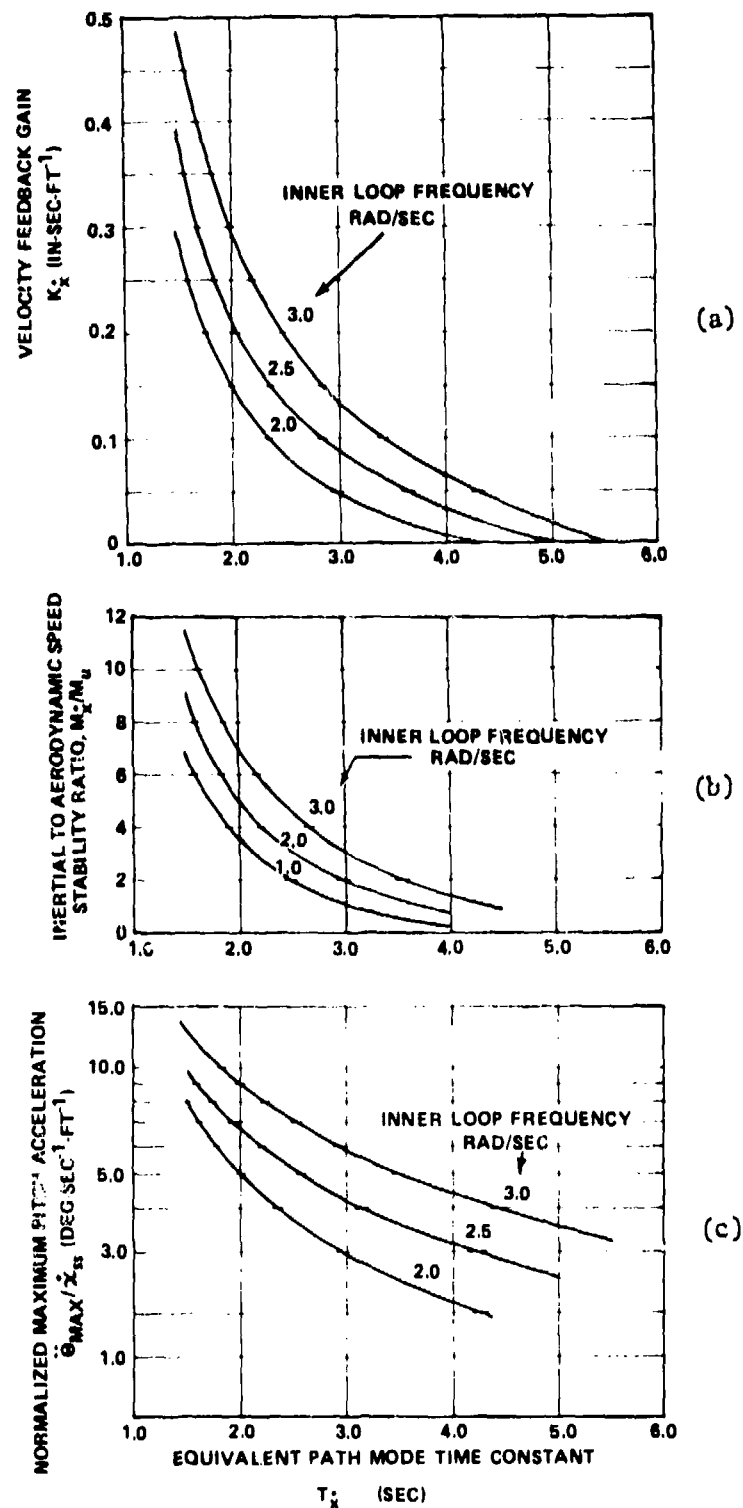 0.5
0.4
0.3
0.2
0.1
0
VELOCITY FEEDBACK GAIN
Kẋ (IN-SEC-FT⁻¹)
INNER LOOP FREQUENCY
RAD/SEC
3.0
2.5
2.0
1.0 2.0 3.0 4.0 5.0 6.0
(a)
12
10
8
6
4
2
0
INERTIAL TO AERODYNAMIC SPEED
STABILITY RATIO, Mẋ/Mu
INNER LOOP FREQUENCY
RAD/SEC
3.0
2.0
1.0
1.0 2.0 3.0 4.0 5.0 6.0
(b)
15.0
10.0
5.0
3.0
1.0
NORMALIZED MAXIMUM PITCH ACCELERATION
θ̈MAX/ẋss (DEG SEC⁻¹-FT⁻¹)
INNER LOOP FREQUENCY
RAD/SEC
3.0
2.5
2.0
1.0 2.0 3.0 4.0 5.0 6.0
(c)
EQUIVALENT PATH MODE TIME CONSTANT
Tẋ (SEC)